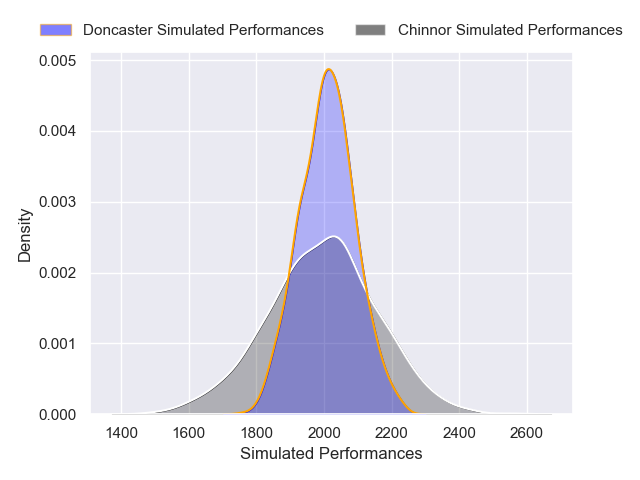 Doncaster Simulated Performances Chinnor Simulated Performances
0.005
0.004
0.003
0.002
0.001
0.000
Density
1400 1600 1800 2000 2200 2400 2600
Simulated Performances